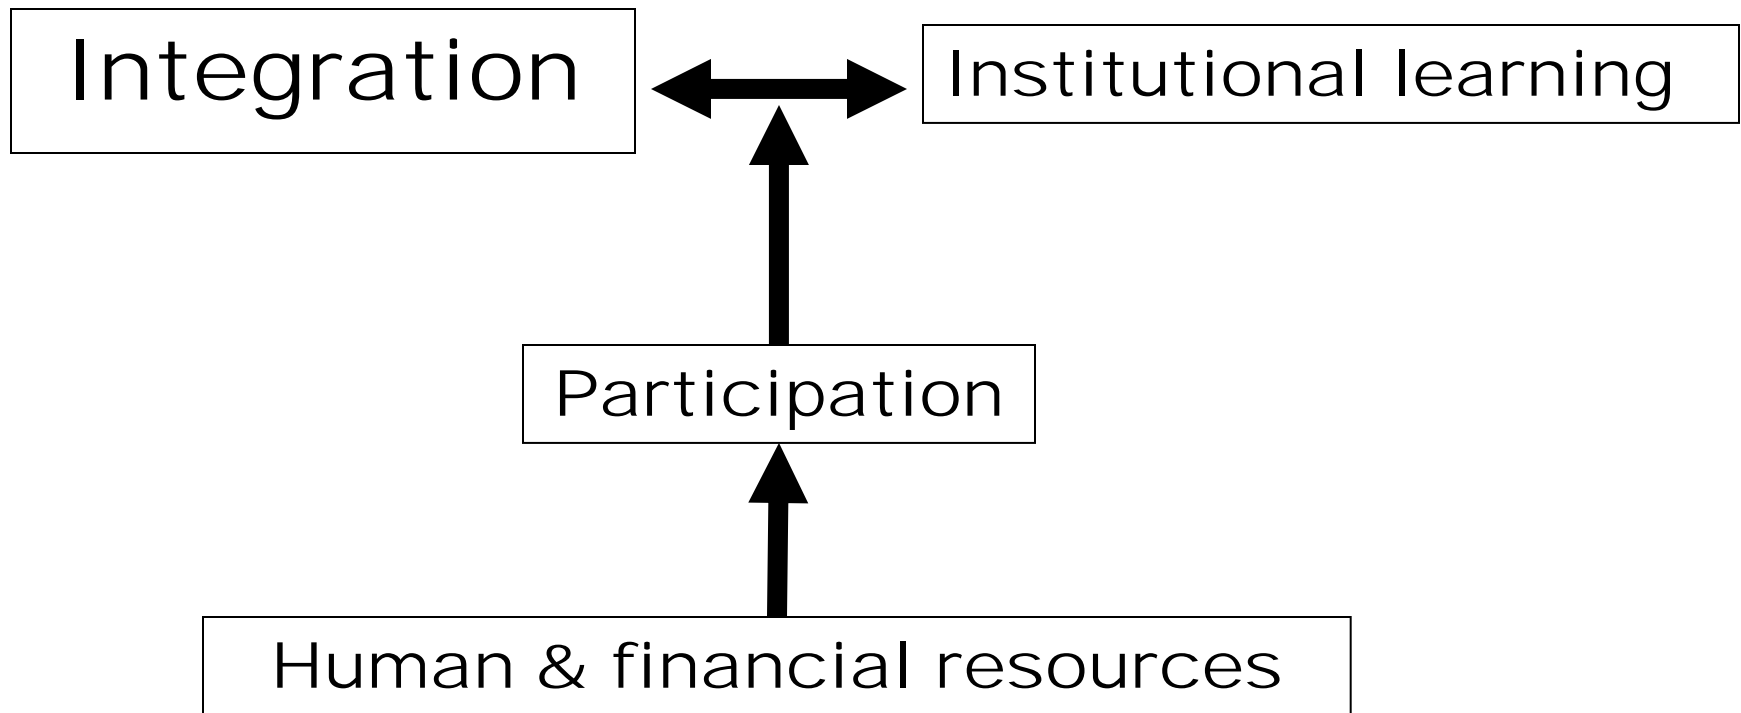 Integration
Institutional learning
Participation
Human & financial resources